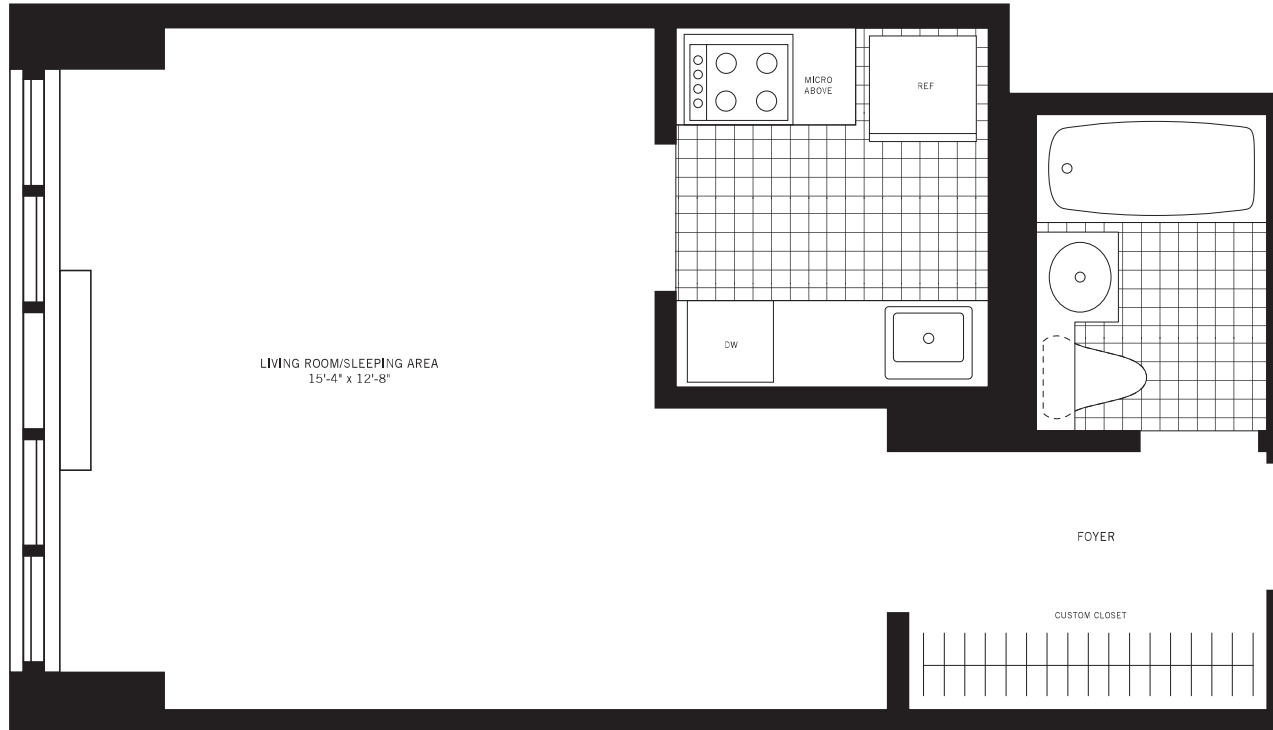 MICRO
ABOVE
REF
DW
LIVING ROOM/SLEEPING AREA
15'-4" x 12'-8"
FOYER
CUSTOM CLOSET